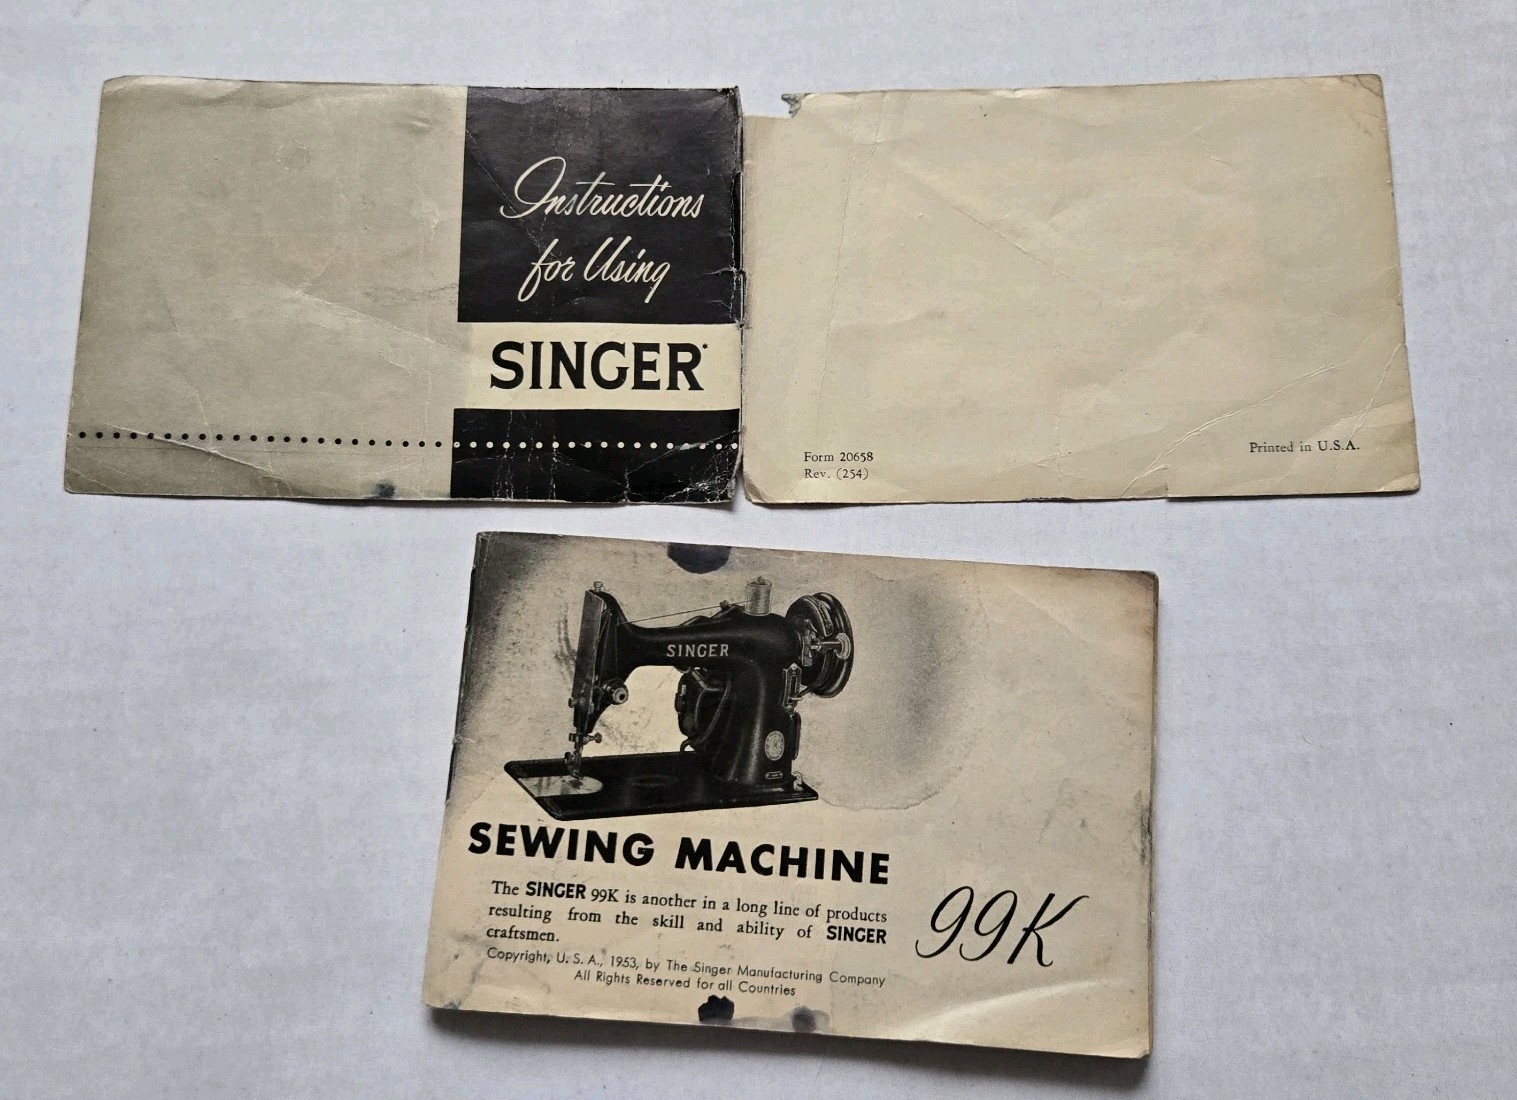 Instructions
for Using
SINGER*
Form 20658
Rev. (254)
Printed in U.S.A.
SINGER
SEWING MACHINE
The SINGER 99K is another in a long line of products
resulting from the skill and ability of SINGER
craftsmen.
99K
Copyright, U. S. A., 1953, by The Singer Manufacturing Company
All Rights Reserved for all Countries